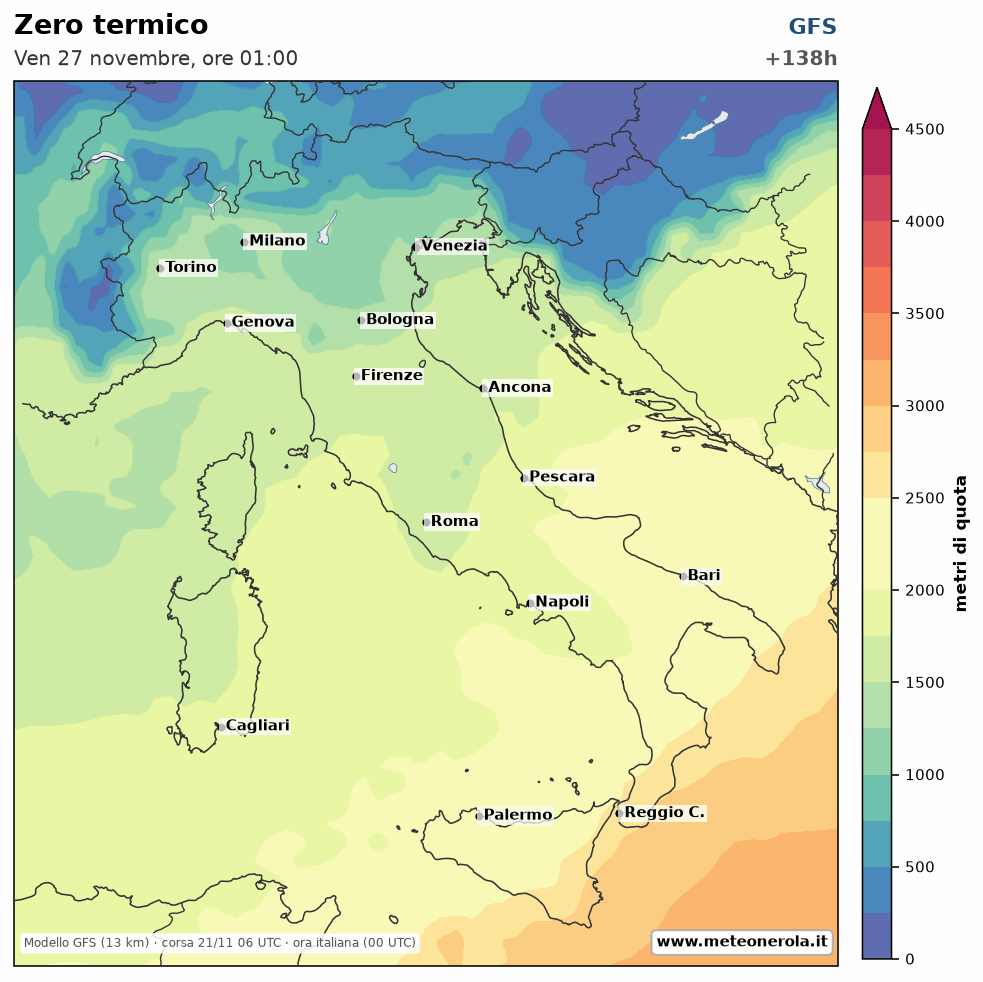 Zero termico
GFS
Ven 27 novembre, ore 01:00
+138h
Milano
Venezia
Torino
Genova
Bologna
Firenze
Ancona
Pescara
Roma
Bari
Napoli
Cagliari
Palermo
Reggio C.
4500
4000
3500
3000
2500
2000
1500
1000
500
0
metri di quota
Modello GFS (13 km) · corsa 21/11 06 UTC · ora italiana (00 UTC)
www.meteonerola.it